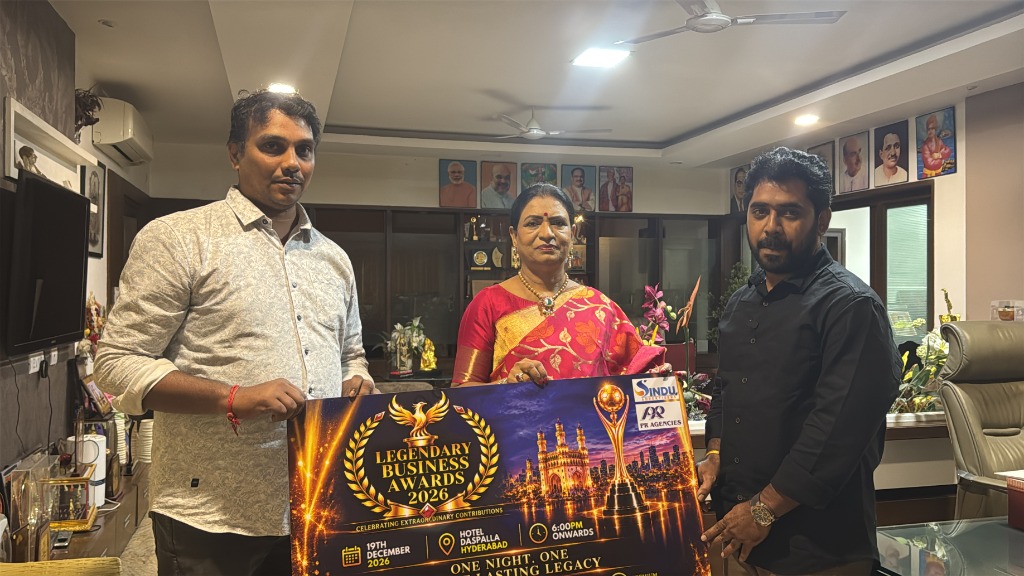 LEGENDARY
BUSINESS
AWARDS
2026
CELEBRATING EXTRAORDINARY CONTRIBUTIONS
19TH
DECEMBER
2026
HOTEL
DASPALLA
HYDERABAD
6:00PM
ONWARDS
ONE NIGHT, ONE
LASTING LEGACY
SINDU
PR AGENCIES